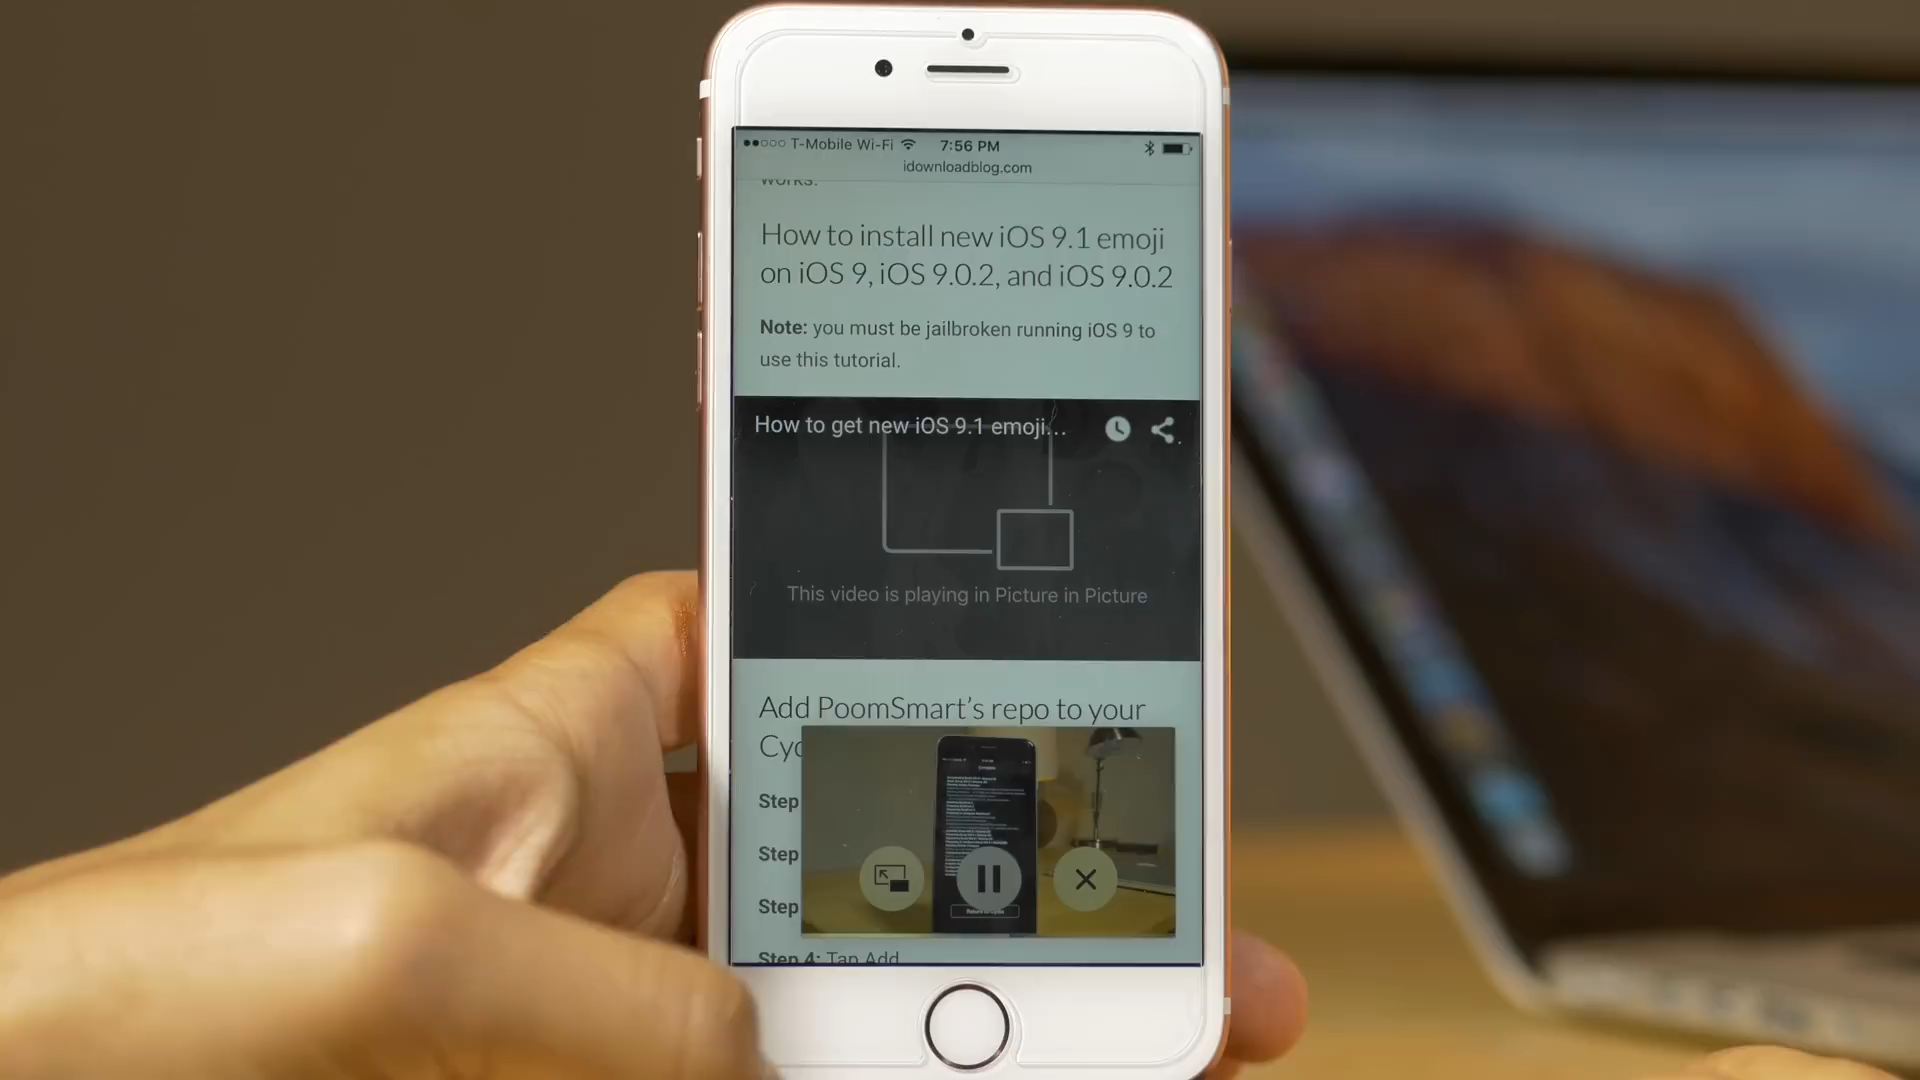 T-Mobile Wi-Fi 7:56 PM
idownloadblog.com
works.
How to install new iOS 9.1 emoji
on iOS 9, iOS 9.0.2, and iOS 9.0.2
Note: you must be jailbroken running iOS 9 to
use this tutorial.
How to get new iOS 9.1 emoji...
This video is playing in Picture in Picture
Add PoomSmart’s repo to your
Cyd
Step
Step
Step
Step 4: Tap Add